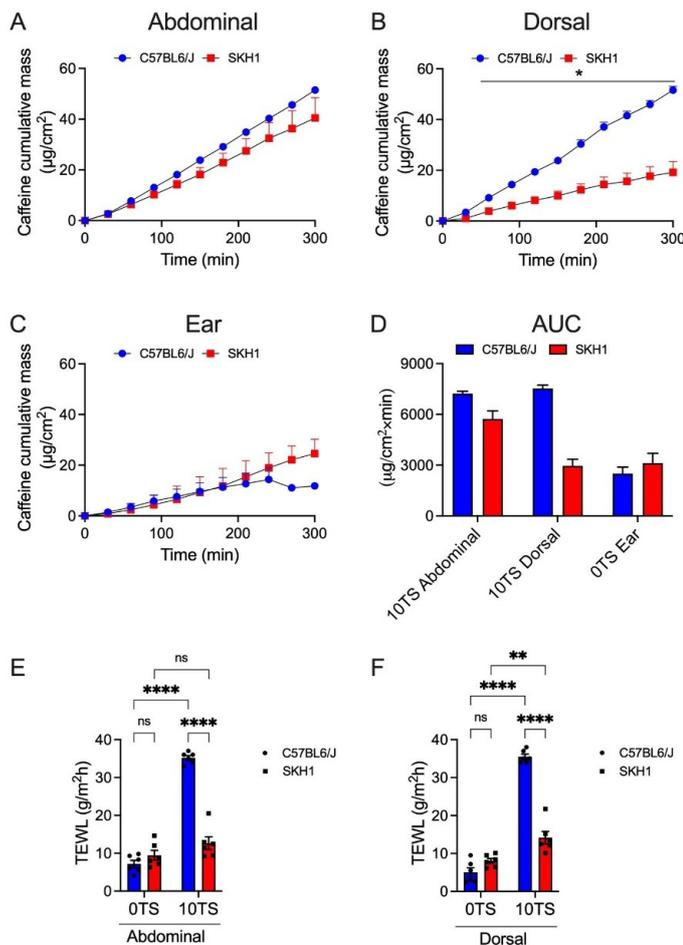 A
Abdominal
C57BL6/J SKH1
Caffeine cumulative mass
(µg/cm²)
60
40
20
0
0 100 200 300
Time (min)
B
Dorsal
C57BL6/J SKH1
*
Caffeine cumulative mass
(µg/cm²)
60
40
20
0
0 100 200 300
Time (min)
C
Ear
C57BL6/J SKH1
Caffeine cumulative mass
(µg/cm²)
60
40
20
0
0 100 200 300
Time (min)
D
AUC
C57BL6/J SKH1
(µg/cm²×min)
9000
6000
3000
0
10TS Abdominal
10TS Dorsal
0TS Ear
E
ns
****
ns ****
C57BL6/J
SKH1
TEWL (g/m²h)
40
30
20
10
0
0TS 10TS
Abdominal
F
**
****
ns ****
C57BL6/J
SKH1
TEWL (g/m²h)
40
30
20
10
0
0TS 10TS
Dorsal